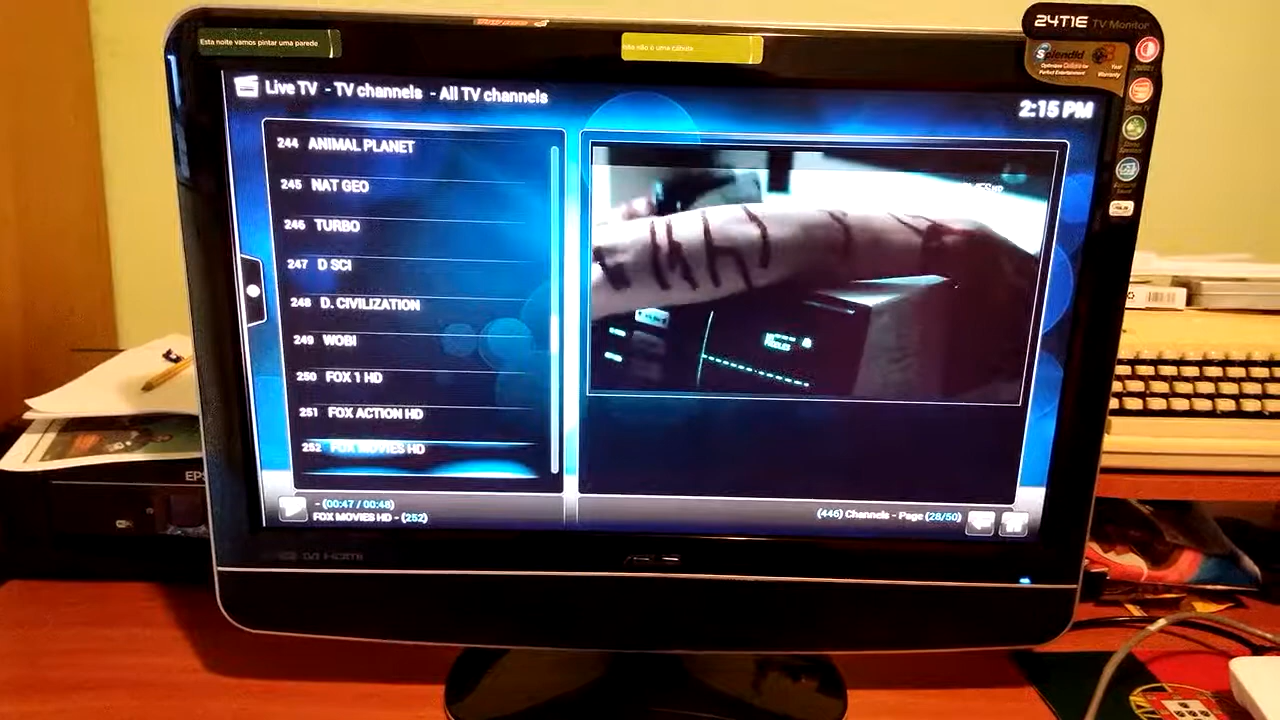 Esta noite vamos pintar uma parede
não é uma cábula
24T1E TV Monitor
Splendid
Live TV - TV channels - All TV channels
2:15 PM
244 ANIMAL PLANET
245 NAT GEO
246 TURBO
247 D SCI
248 D. CIVILIZATION
249 WOBI
250 FOX 1 HD
251 FOX ACTION HD
252 FOX MOVIES HD
- (00:47 / 00:48)
FOX MOVIES HD - (252)
(446) Channels - Page (28/50)
EPS
HDMI
ASUS